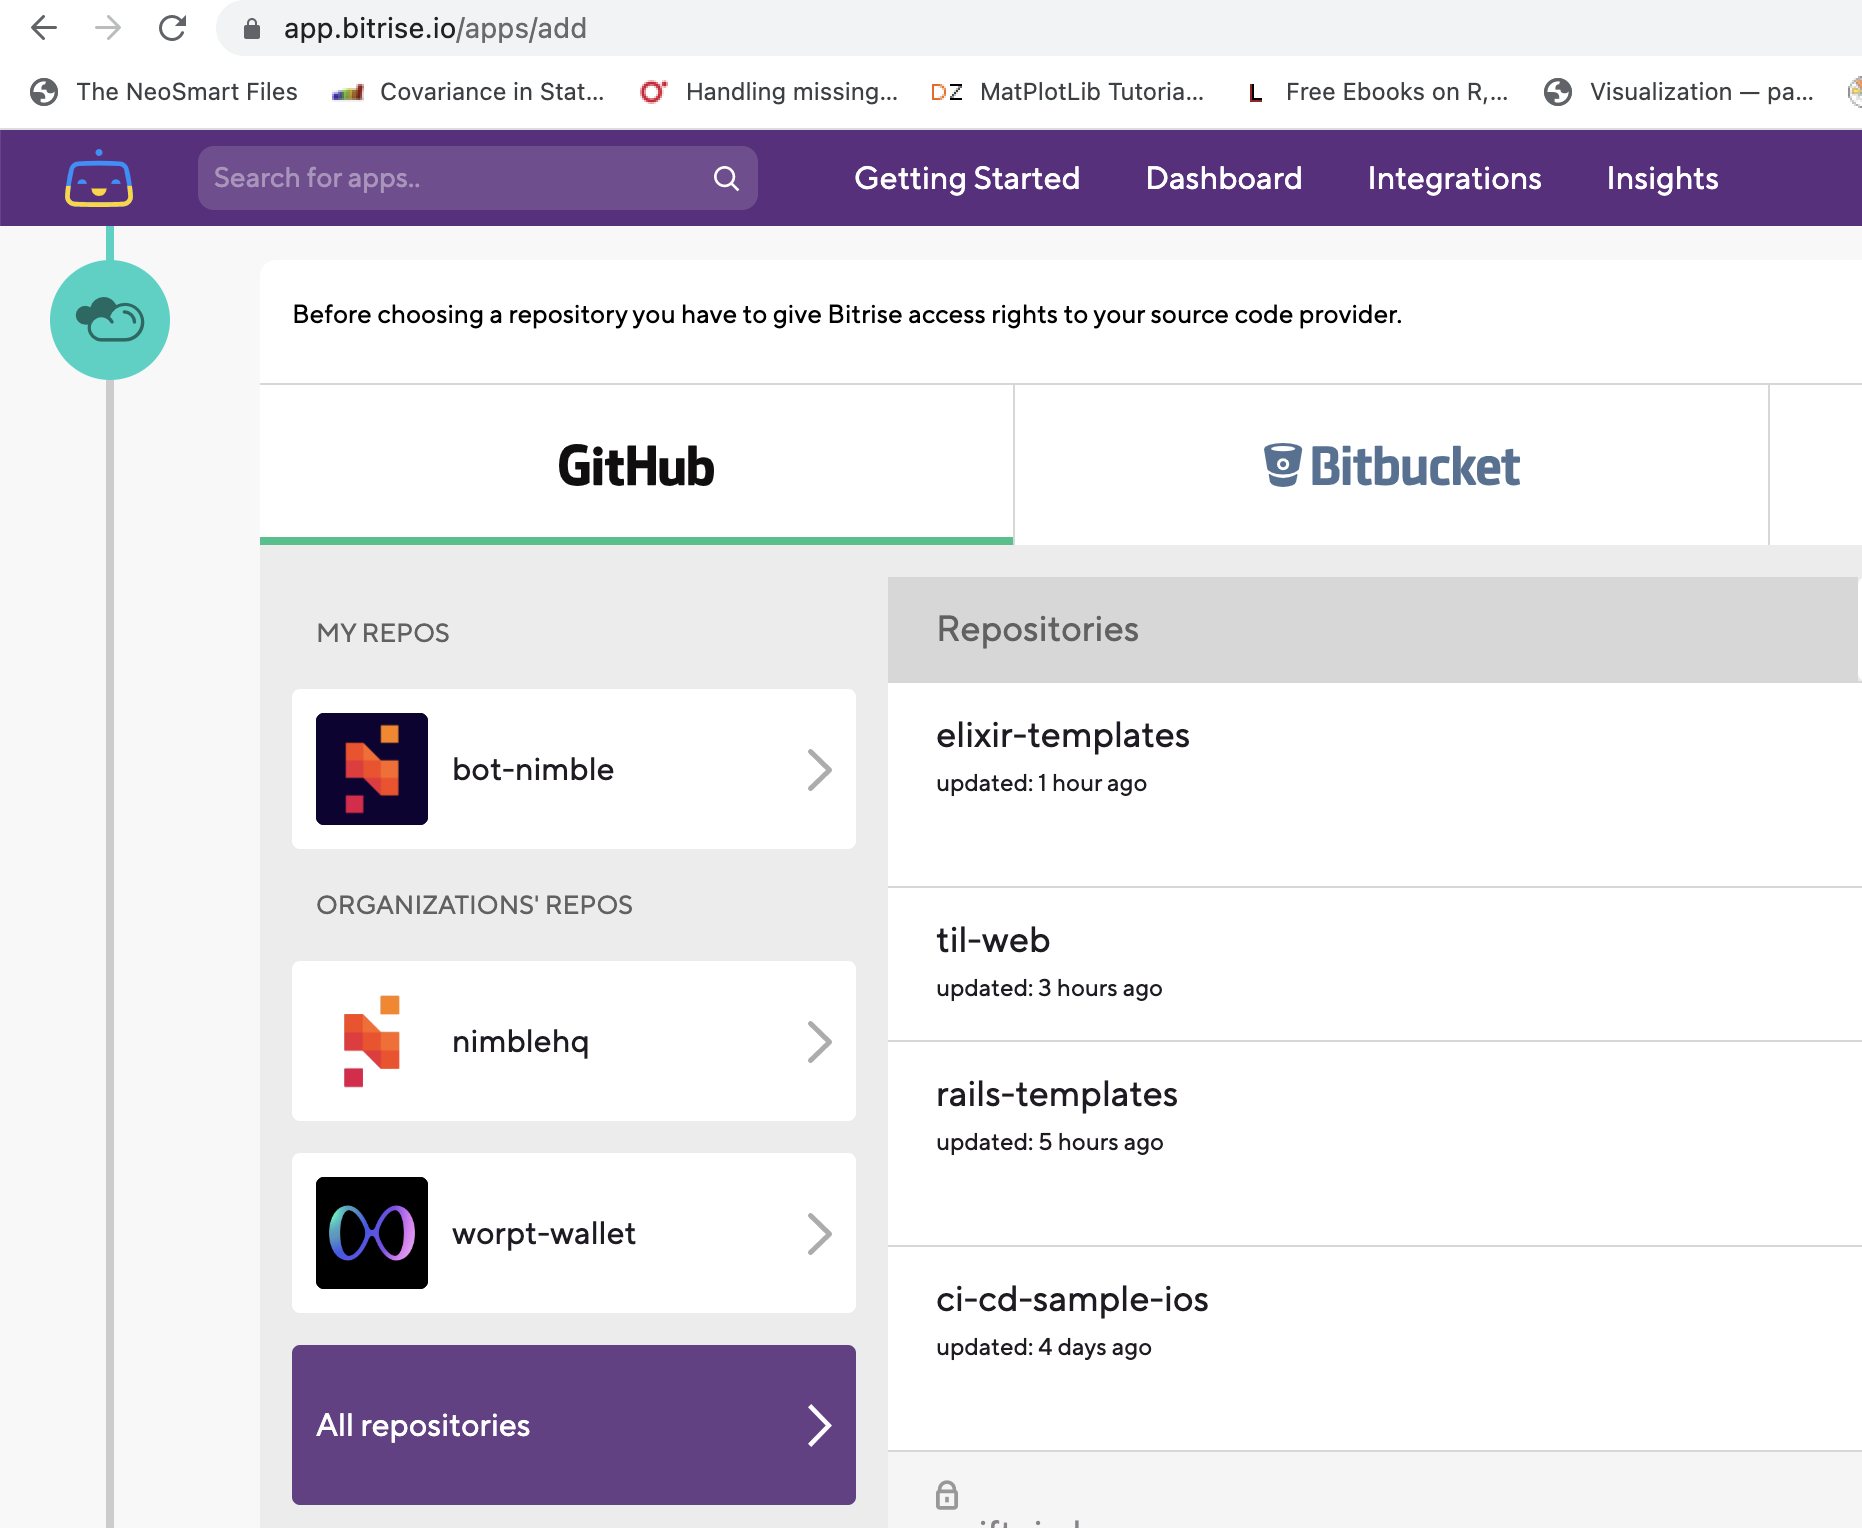 app.bitrise.io/apps/add
The NeoSmart Files
Covariance in Stat...
Handling missing...
DZ MatPlotLib Tutoria...
L Free Ebooks on R,...
Visualization — pa...
Search for apps..
Getting Started
Dashboard
Integrations
Insights
Before choosing a repository you have to give Bitrise access rights to your source code provider.
GitHub
Bitbucket
MY REPOS
bot-nimble
ORGANIZATIONS' REPOS
nimblehq
worpt-wallet
All repositories
Repositories
elixir-templates
updated: 1 hour ago
til-web
updated: 3 hours ago
rails-templates
updated: 5 hours ago
ci-cd-sample-ios
updated: 4 days ago